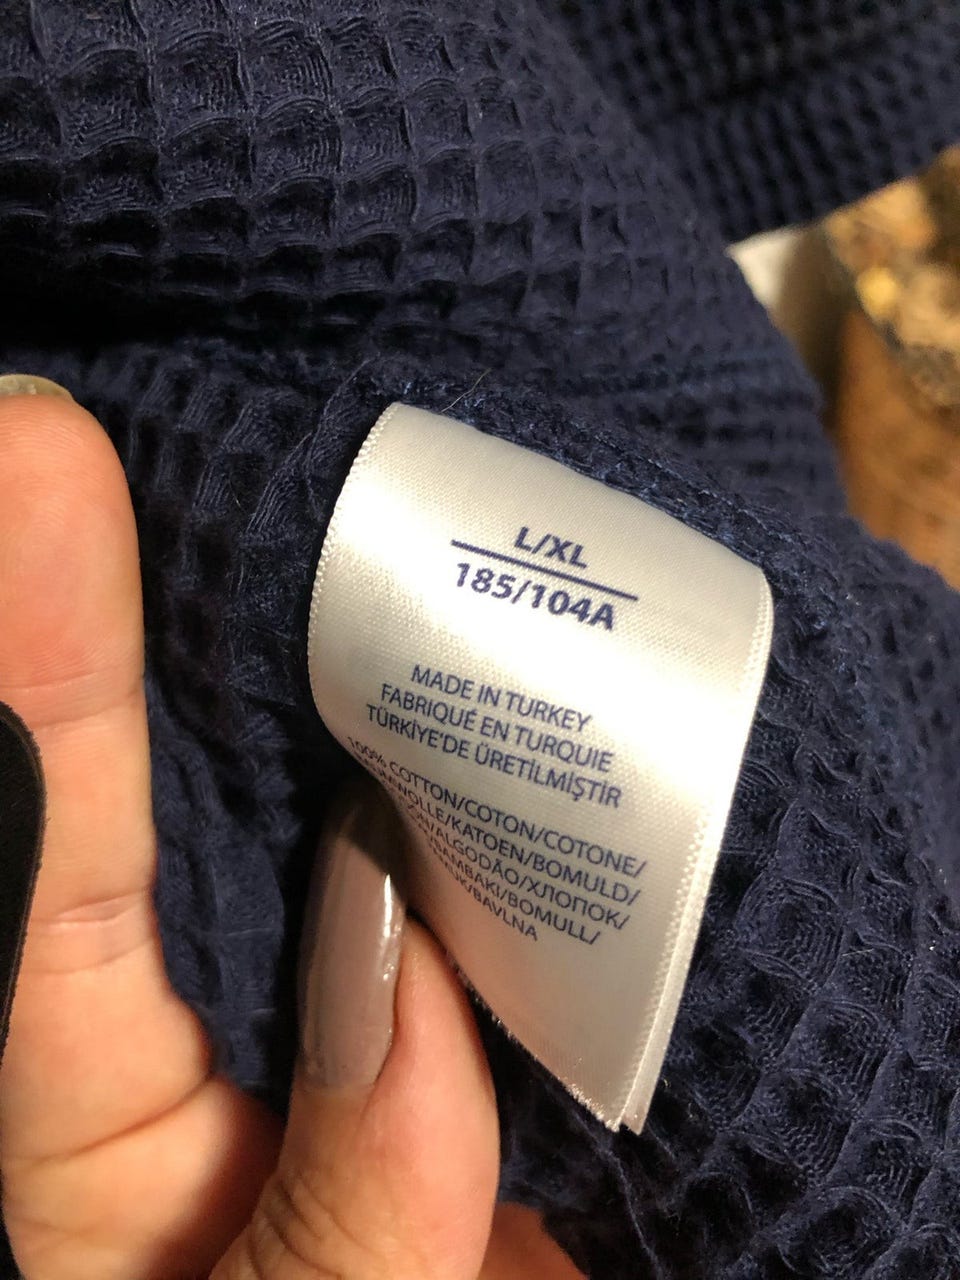 L/XL
185/104A
MADE IN TURKEY
FABRIQUÉ EN TURQUIE
TÜRKİYE'DE ÜRETİLMİŞTİR
100% COTTON/COTON/COTONE/
/KATOEN/BOMULD/
/ALGODÃO/ХЛОПОК/
/BOMULL/
/BAVLNA